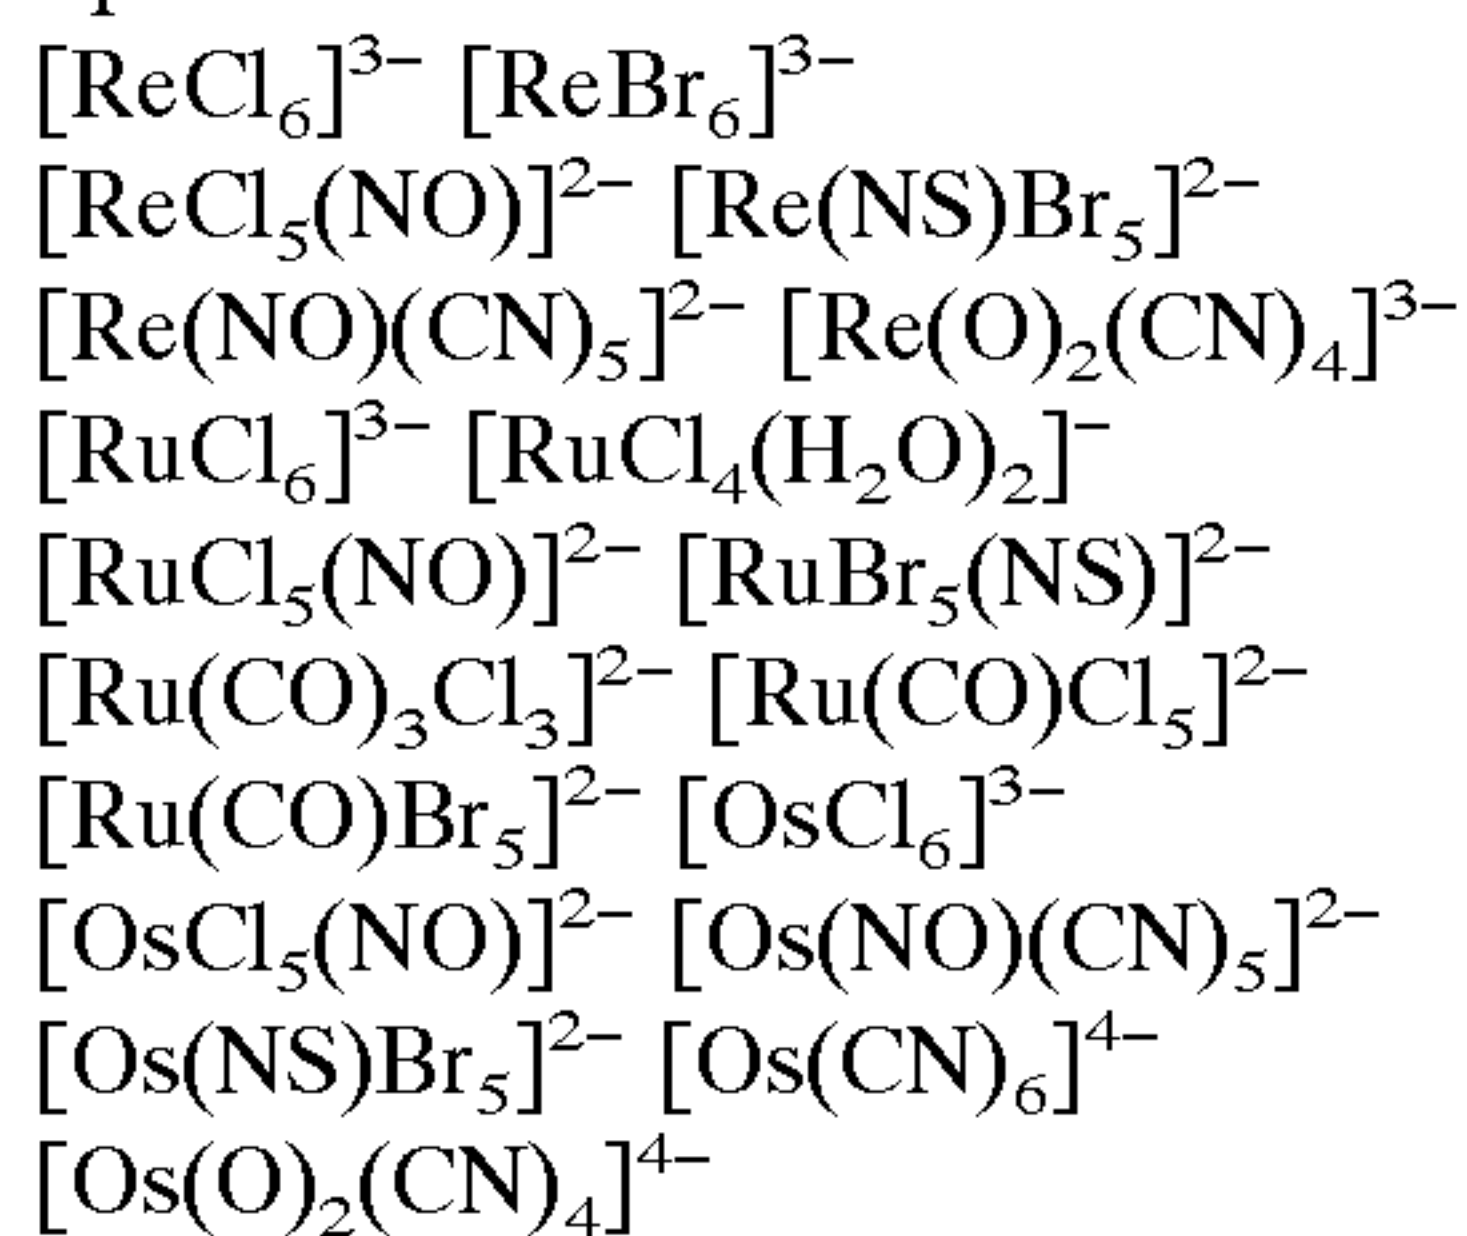 [ReCl₆]³⁻ [ReBr₆]³⁻
[ReCl₅(NO)]²⁻ [Re(NS)Br₅]²⁻
[Re(NO)(CN)₅]²⁻ [Re(O)₂(CN)₄]³⁻
[RuCl₆]³⁻ [RuCl₄(H₂O)₂]⁻
[RuCl₅(NO)]²⁻ [RuBr₅(NS)]²⁻
[Ru(CO)₃Cl₃]²⁻ [Ru(CO)Cl₅]²⁻
[Ru(CO)Br₅]²⁻ [OsCl₆]³⁻
[OsCl₅(NO)]²⁻ [Os(NO)(CN)₅]²⁻
[Os(NS)Br₅]²⁻ [Os(CN)₆]⁴⁻
[Os(O)₂(CN)₄]⁴⁻